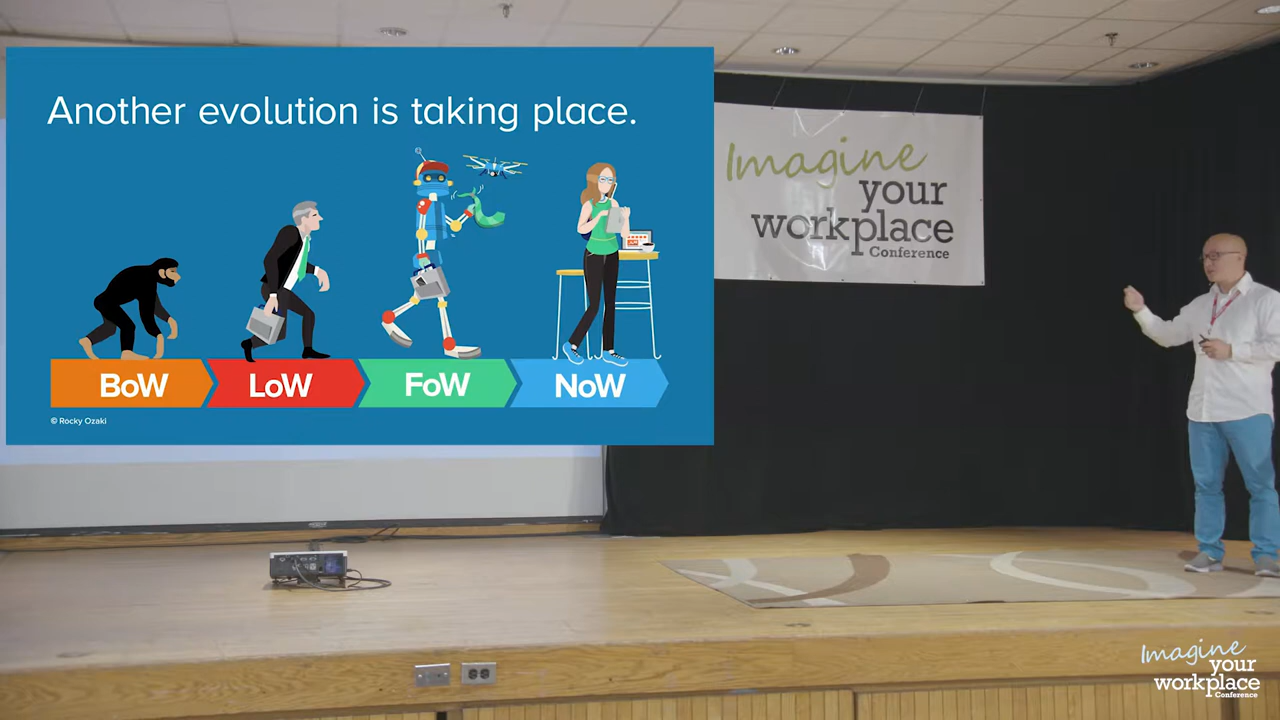 Another evolution is taking place.
BoW
LoW
FoW
NoW
© Rocky Ozaki
Imagine
your
workplace
Conference
Imagine
your
workplace
Conference